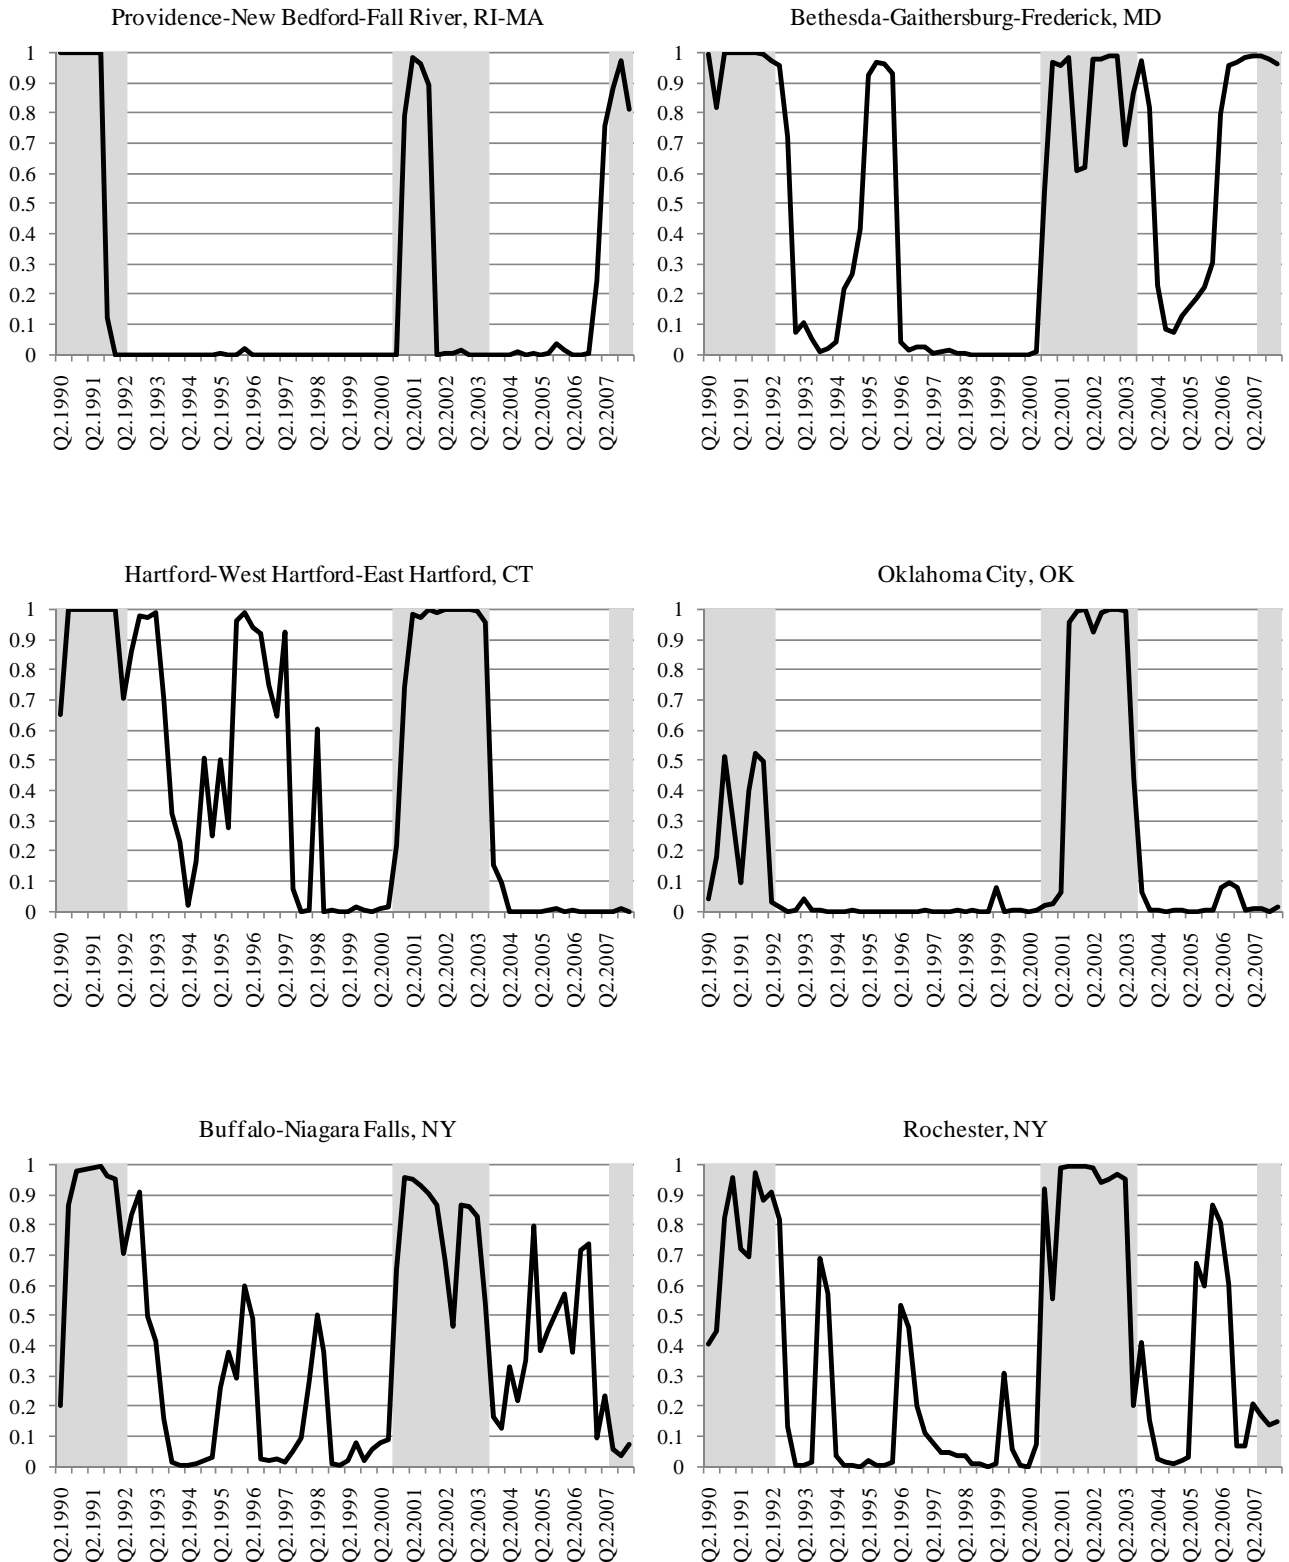 Providence-New Bedford-Fall River, RI-MA
1
0.9
0.8
0.7
0.6
0.5
0.4
0.3
0.2
0.1
0
Q2.1990
Q2.1991
Q2.1992
Q2.1993
Q2.1994
Q2.1995
Q2.1996
Q2.1997
Q2.1998
Q2.1999
Q2.2000
Q2.2001
Q2.2002
Q2.2003
Q2.2004
Q2.2005
Q2.2006
Q2.2007
Bethesda-Gaithersburg-Frederick, MD
1
0.9
0.8
0.7
0.6
0.5
0.4
0.3
0.2
0.1
0
Q2.1990
Q2.1991
Q2.1992
Q2.1993
Q2.1994
Q2.1995
Q2.1996
Q2.1997
Q2.1998
Q2.1999
Q2.2000
Q2.2001
Q2.2002
Q2.2003
Q2.2004
Q2.2005
Q2.2006
Q2.2007
Hartford-West Hartford-East Hartford, CT
1
0.9
0.8
0.7
0.6
0.5
0.4
0.3
0.2
0.1
0
Q2.1990
Q2.1991
Q2.1992
Q2.1993
Q2.1994
Q2.1995
Q2.1996
Q2.1997
Q2.1998
Q2.1999
Q2.2000
Q2.2001
Q2.2002
Q2.2003
Q2.2004
Q2.2005
Q2.2006
Q2.2007
Oklahoma City, OK
1
0.9
0.8
0.7
0.6
0.5
0.4
0.3
0.2
0.1
0
Q2.1990
Q2.1991
Q2.1992
Q2.1993
Q2.1994
Q2.1995
Q2.1996
Q2.1997
Q2.1998
Q2.1999
Q2.2000
Q2.2001
Q2.2002
Q2.2003
Q2.2004
Q2.2005
Q2.2006
Q2.2007
Buffalo-Niagara Falls, NY
1
0.9
0.8
0.7
0.6
0.5
0.4
0.3
0.2
0.1
0
Q2.1990
Q2.1991
Q2.1992
Q2.1993
Q2.1994
Q2.1995
Q2.1996
Q2.1997
Q2.1998
Q2.1999
Q2.2000
Q2.2001
Q2.2002
Q2.2003
Q2.2004
Q2.2005
Q2.2006
Q2.2007
Rochester, NY
1
0.9
0.8
0.7
0.6
0.5
0.4
0.3
0.2
0.1
0
Q2.1990
Q2.1991
Q2.1992
Q2.1993
Q2.1994
Q2.1995
Q2.1996
Q2.1997
Q2.1998
Q2.1999
Q2.2000
Q2.2001
Q2.2002
Q2.2003
Q2.2004
Q2.2005
Q2.2006
Q2.2007